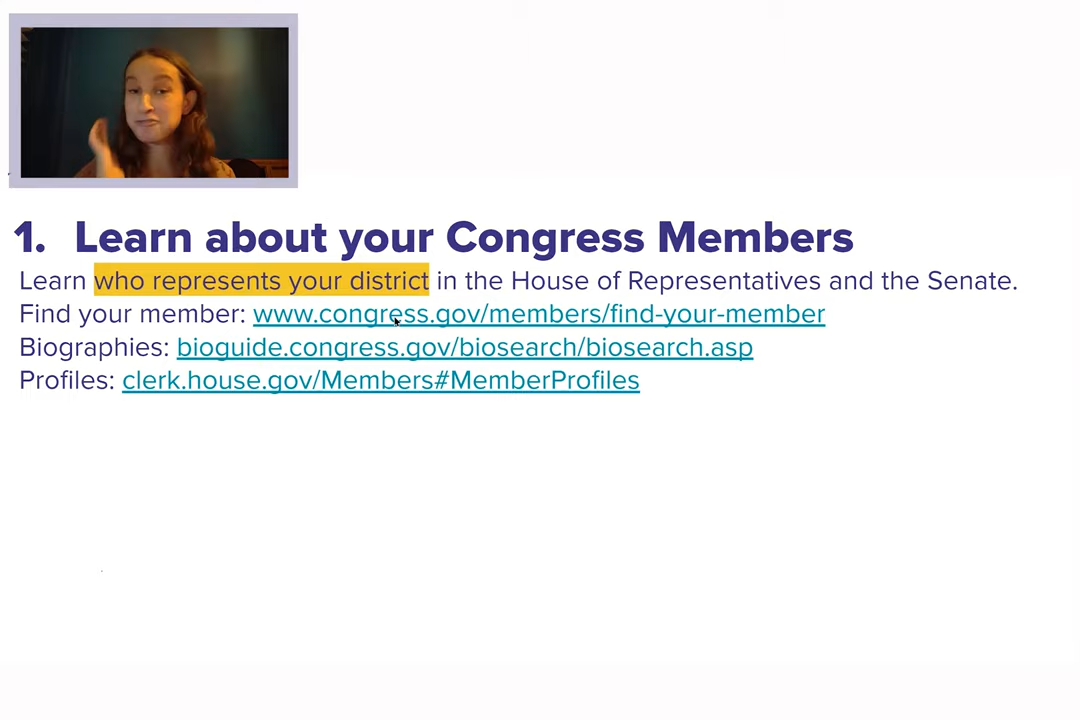 1. Learn about your Congress Members
Learn who represents your district in the House of Representatives and the Senate.
Find your member: www.congress.gov/members/find-your-member
Biographies: bioguide.congress.gov/biosearch/biosearch.asp
Profiles: clerk.house.gov/Members#MemberProfiles